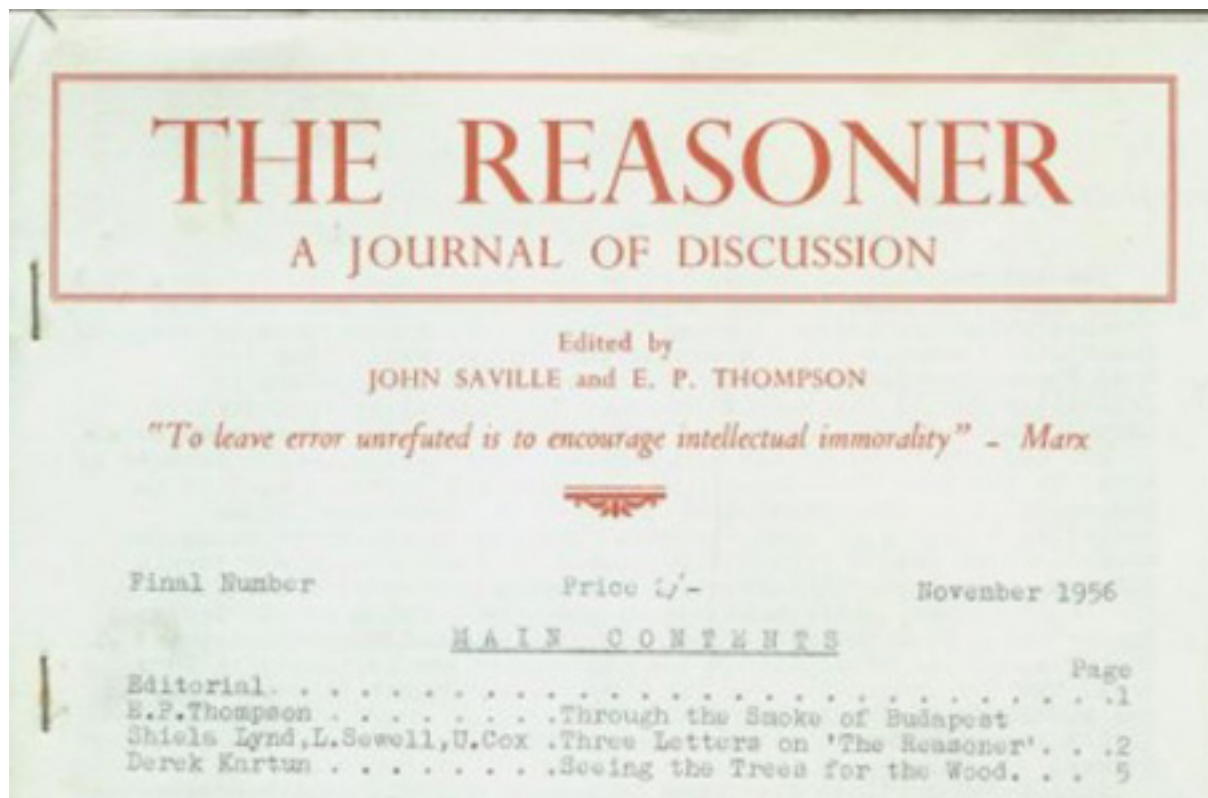 THE REASONER
A JOURNAL OF DISCUSSION
Edited by
JOHN SAVILLE and E. P. THOMPSON
"To leave error unrefuted is to encourage intellectual immorality" - Marx
Final Number Price /- November 1956
MAIN CONTENTS
Page
Editorial. . . . . . . . . . . . . . . . . . . . . . . . . . . . .1
E.P.Thompson . . . . . . . .Through the Smoke of Budapest
Shiela Lynd,L.Sewell,U.Cox .Three Letters on 'The Reasoner'. . .2
Derek Kartun . . . . . . . .Seeing the Trees for the Wood. . . 5